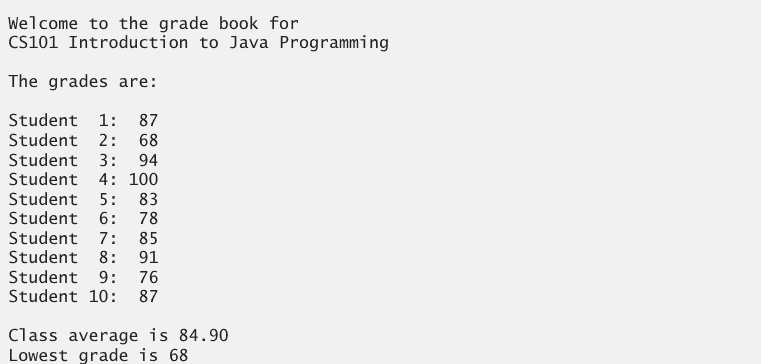 Welcome to the grade book for
CS101 Introduction to Java Programming
The grades are:
Student  1:  87
Student  2:  68
Student  3:  94
Student  4: 100
Student  5:  83
Student  6:  78
Student  7:  85
Student  8:  91
Student  9:  76
Student 10:  87
Class average is 84.90
Lowest grade is 68